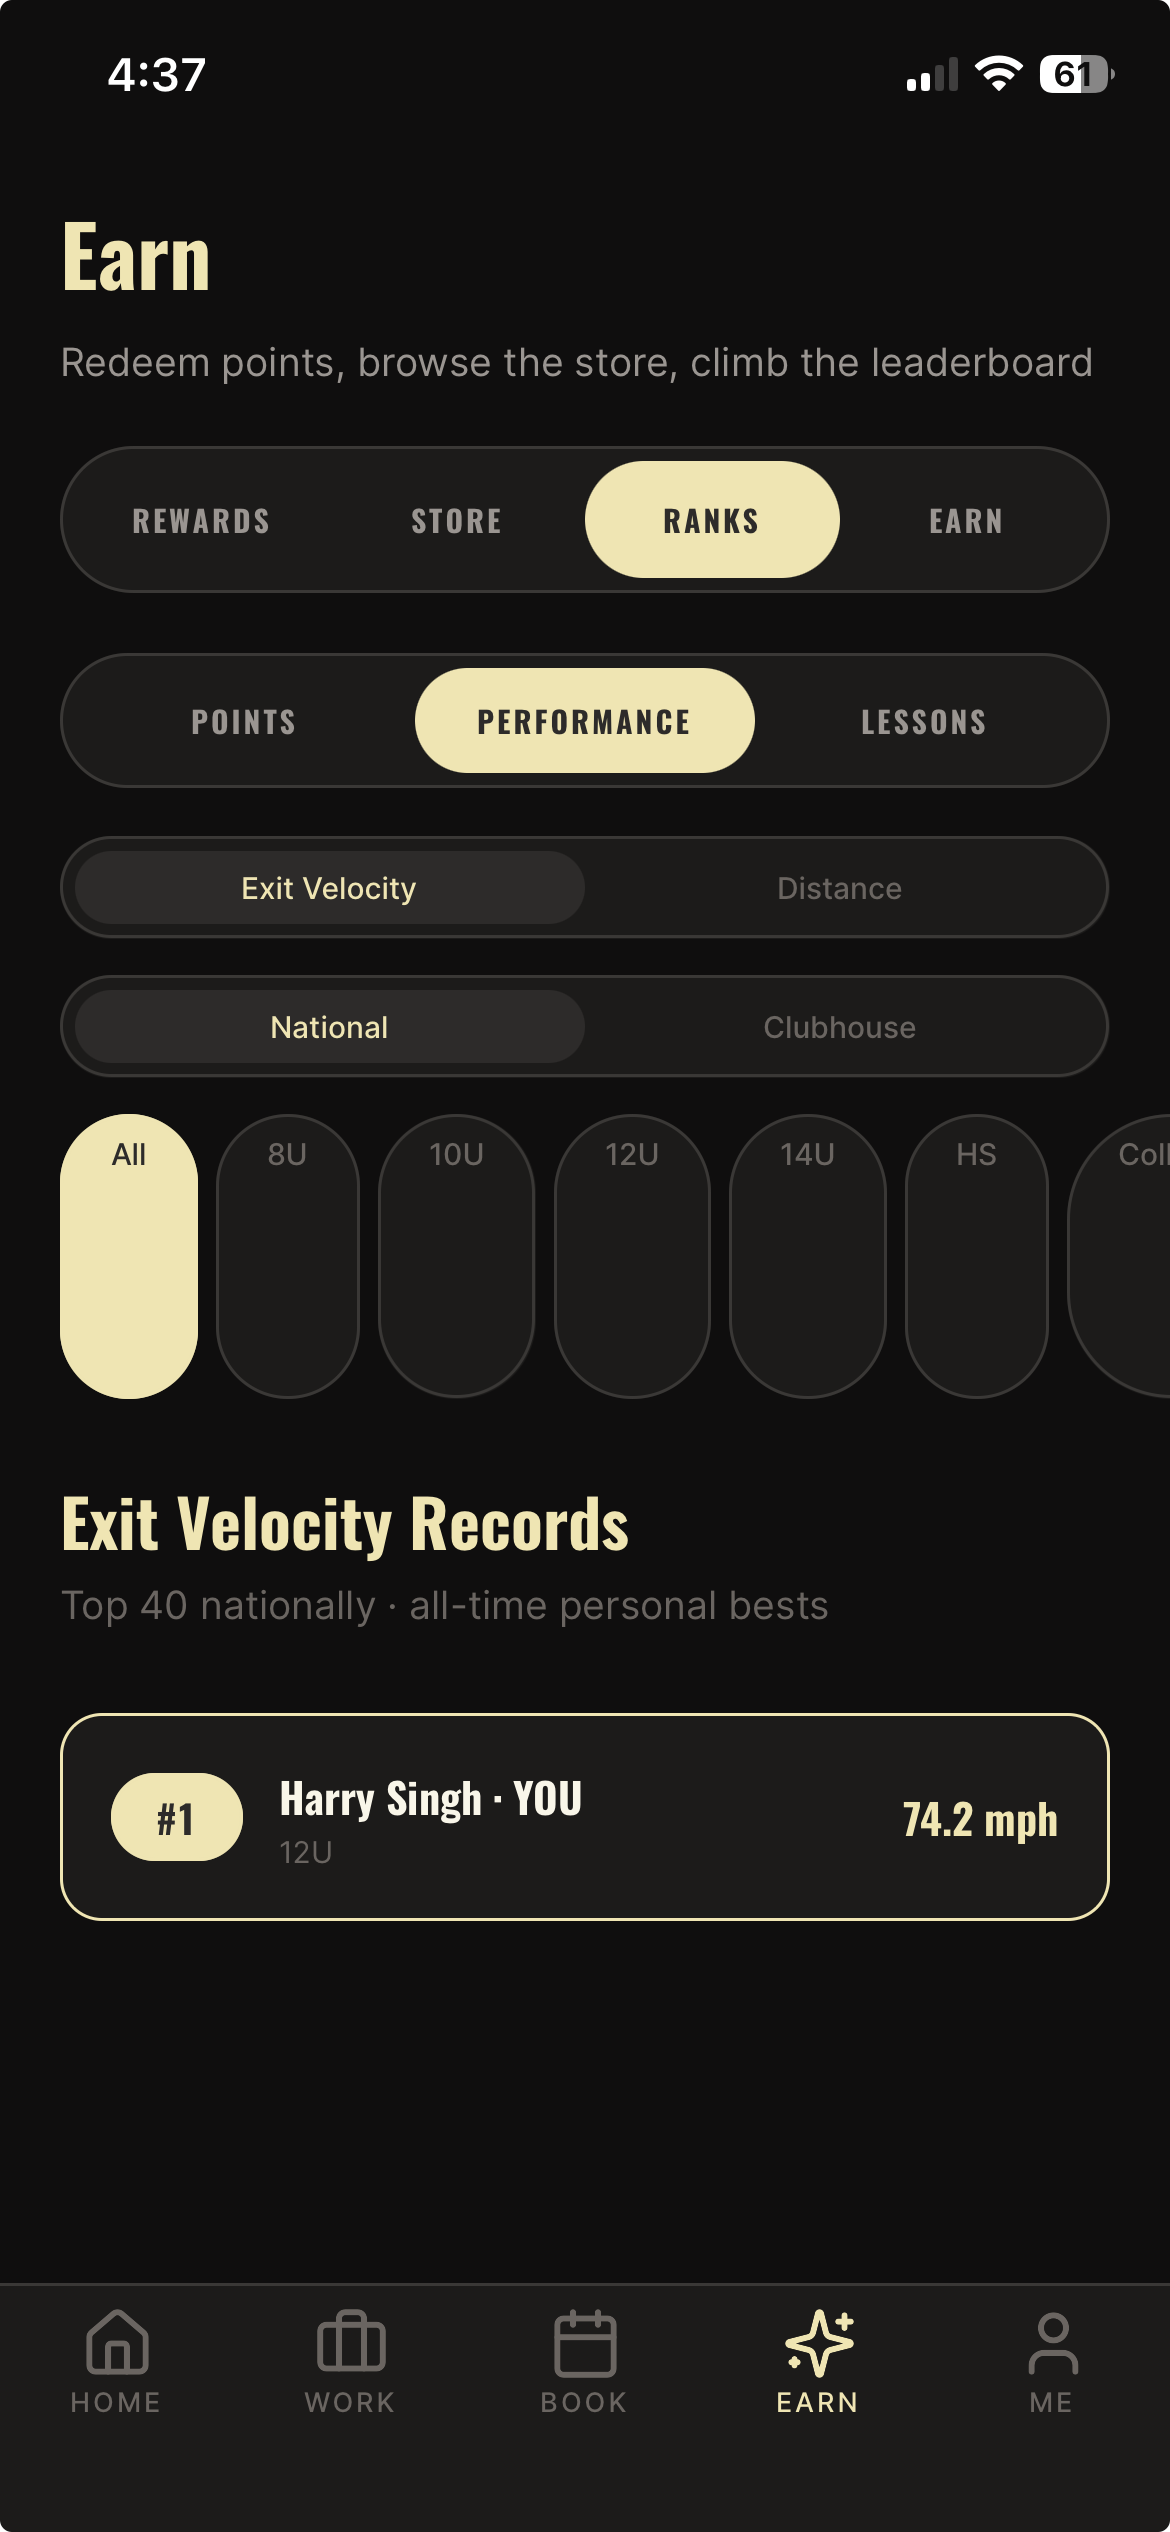 4:37
61
Earn
Redeem points, browse the store, climb the leaderboard
REWARDS STORE RANKS EARN
POINTS PERFORMANCE LESSONS
Exit Velocity Distance
National Clubhouse
All 8U 10U 12U 14U HS Coll
Exit Velocity Records
Top 40 nationally · all-time personal bests
#1 Harry Singh · YOU 74.2 mph
12U
HOME WORK BOOK EARN ME